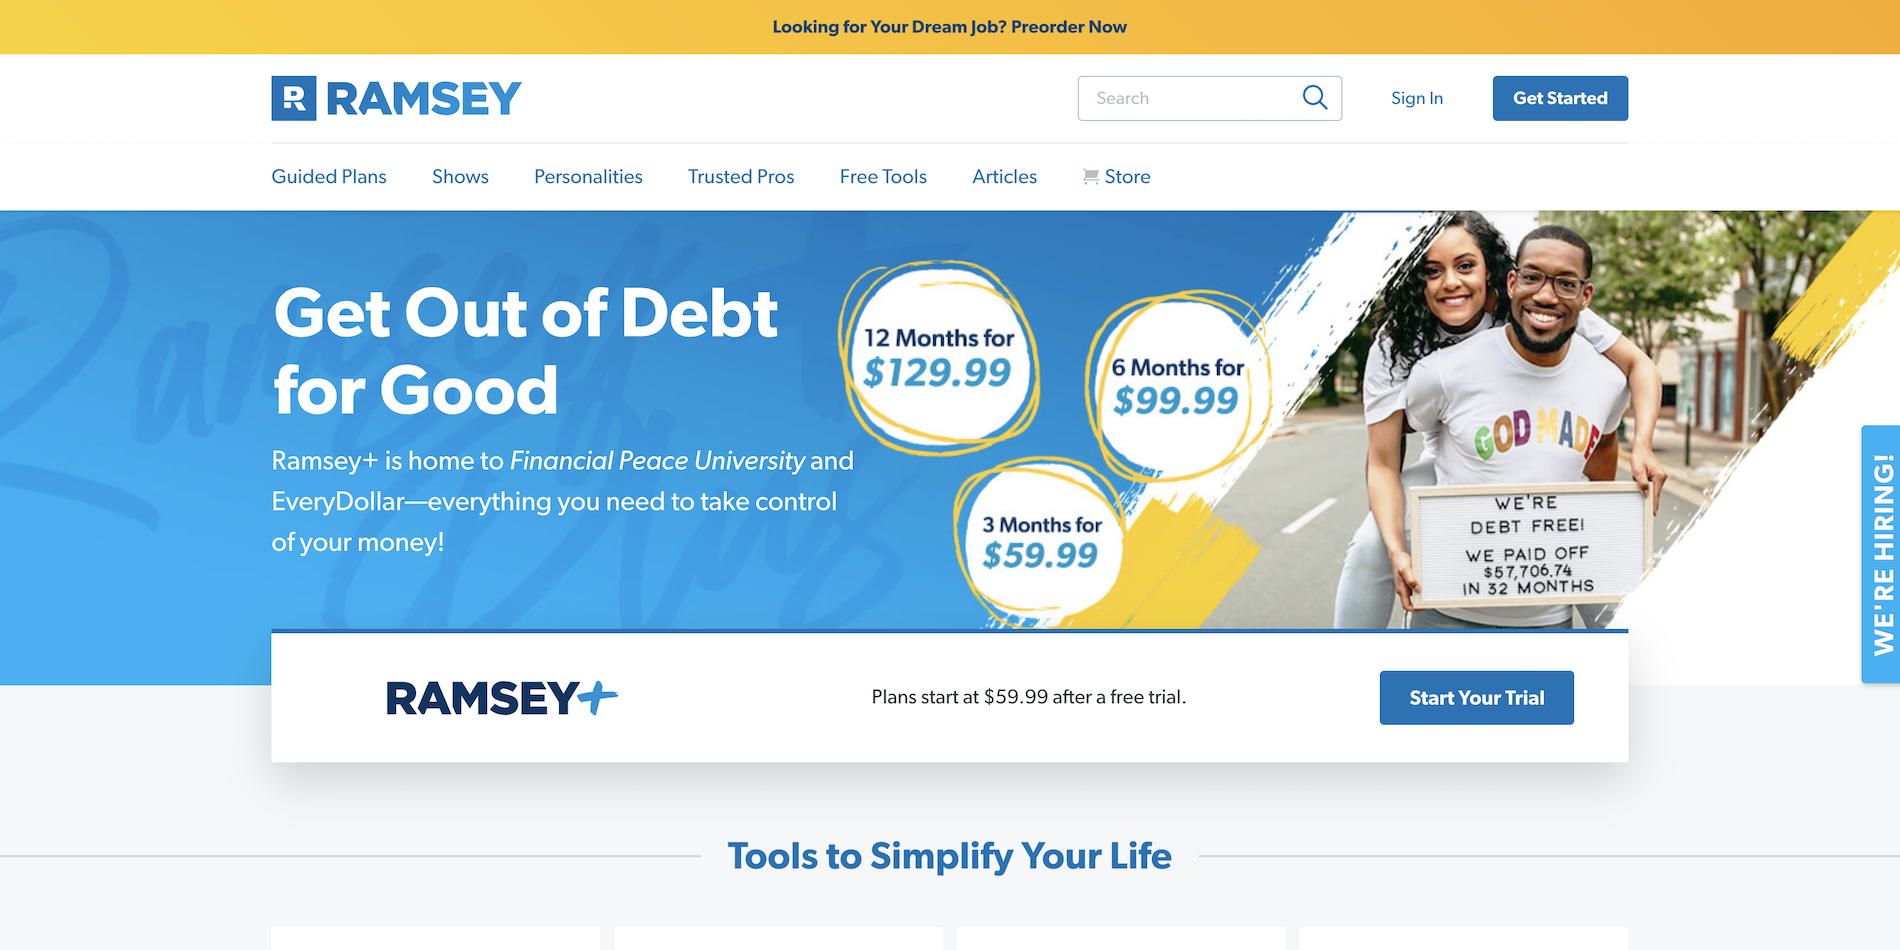 Looking for Your Dream Job? Preorder Now
R RAMSEY
Search
Sign In
Get Started
Guided Plans
Shows
Personalities
Trusted Pros
Free Tools
Articles
Store
Get Out of Debt
for Good
Ramsey+ is home to Financial Peace University and
EveryDollar—everything you need to take control
of your money!
12 Months for
$129.99
6 Months for
$99.99
3 Months for
$59.99
GOD MADE
WE'RE
DEBT FREE!
WE PAID OFF
$57,706.74
IN 32 MONTHS
WE'RE HIRING!
RAMSEY+
Plans start at $59.99 after a free trial.
Start Your Trial
Tools to Simplify Your Life